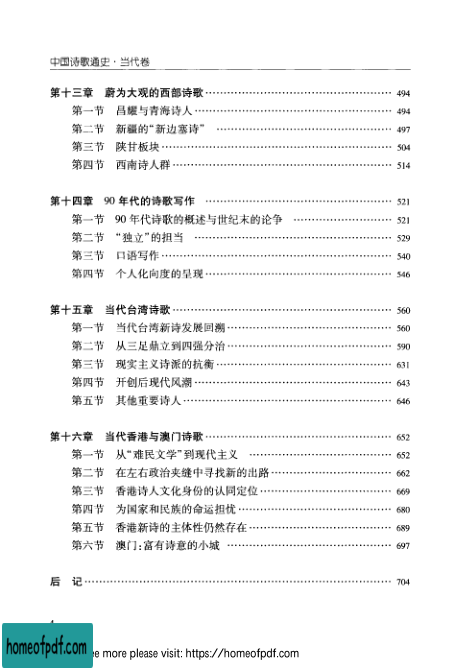 中国诗歌通史·当代卷
第十三章 蔚为大观的西部诗歌 …… 494
第一节 昌耀与青海诗人 …… 494
第二节 新疆的“新边塞诗” …… 497
第三节 陕甘板块 …… 504
第四节 西南诗人群 …… 514
第十四章 90年代的诗歌写作 …… 521
第一节 90年代诗歌的概述与世纪末的论争 …… 521
第二节 “独立”的担当 …… 529
第三节 口语写作 …… 540
第四节 个人化向度的呈现 …… 546
第十五章 当代台湾诗歌 …… 560
第一节 当代台湾新诗发展回溯 …… 560
第二节 从三足鼎立到四强分治 …… 590
第三节 现实主义诗派的抗衡 …… 631
第四节 开创后现代风潮 …… 643
第五节 其他重要诗人 …… 646
第十六章 当代香港与澳门诗歌 …… 652
第一节 从“难民文学”到现代主义 …… 652
第二节 在左右政治夹缝中寻找新的出路 …… 662
第三节 香港诗人文化身份的认同定位 …… 669
第四节 为国家和民族的命运担忧 …… 680
第五节 香港新诗的主体性仍然存在 …… 689
第六节 澳门:富有诗意的小城 …… 697
后 记 …… 704
homeofpdf.com
more please visit: https://homeofpdf.com